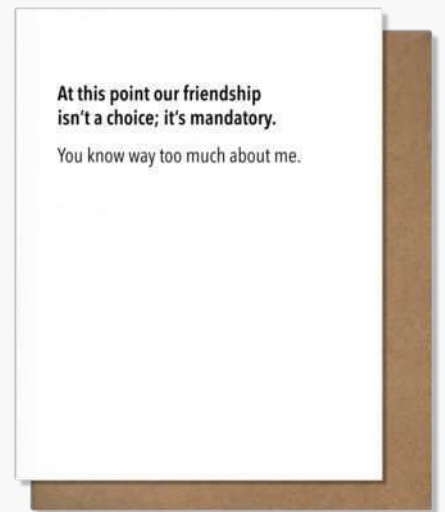 At this point our friendship
isn't a choice; it's mandatory.
You know way too much about me.